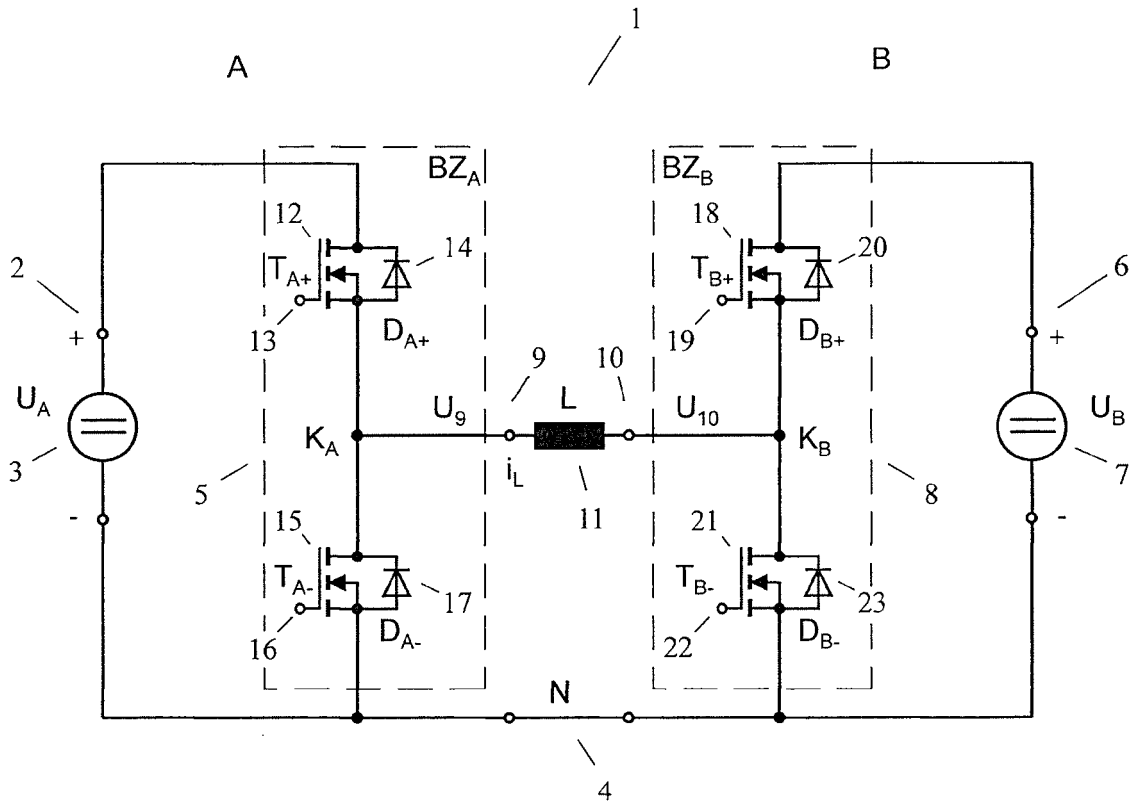 1
A
B
BZ_A
BZ_B
12
14
18
20
2
T_A+
T_B+
6
+
13
D_A+
19
D_B+
+
9
L
10
U_A
U_9
U_10
U_B
K_A
K_B
3
5
i_L
11
8
7
-
15
21
-
T_A-
17
T_B-
23
16
D_A-
22
D_B-
N
4